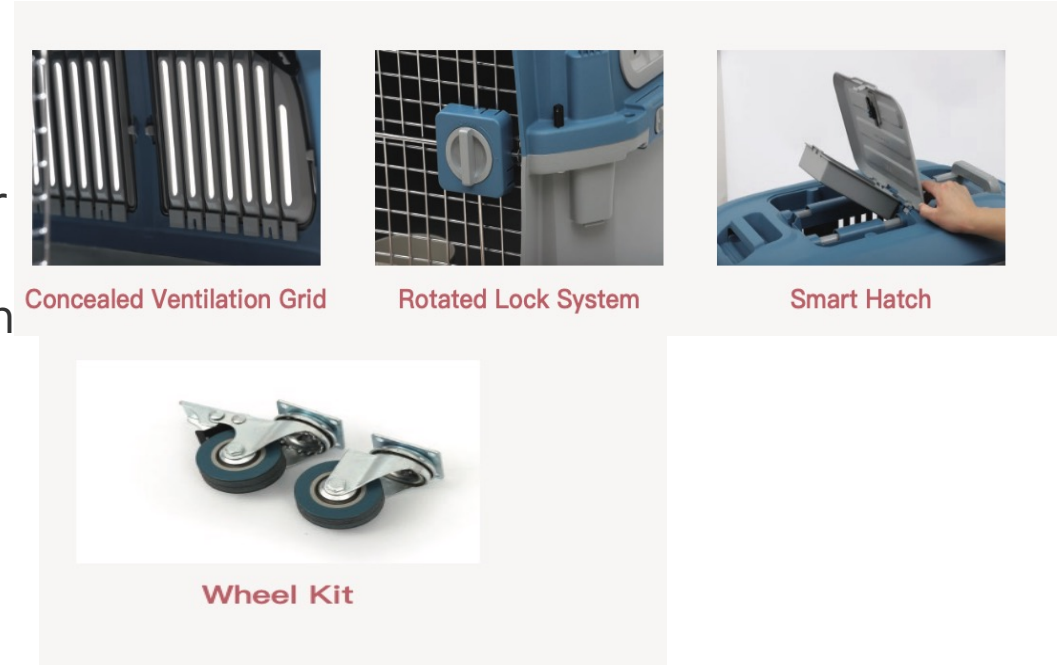 Concealed Ventilation Grid
Rotated Lock System
Smart Hatch
Wheel Kit